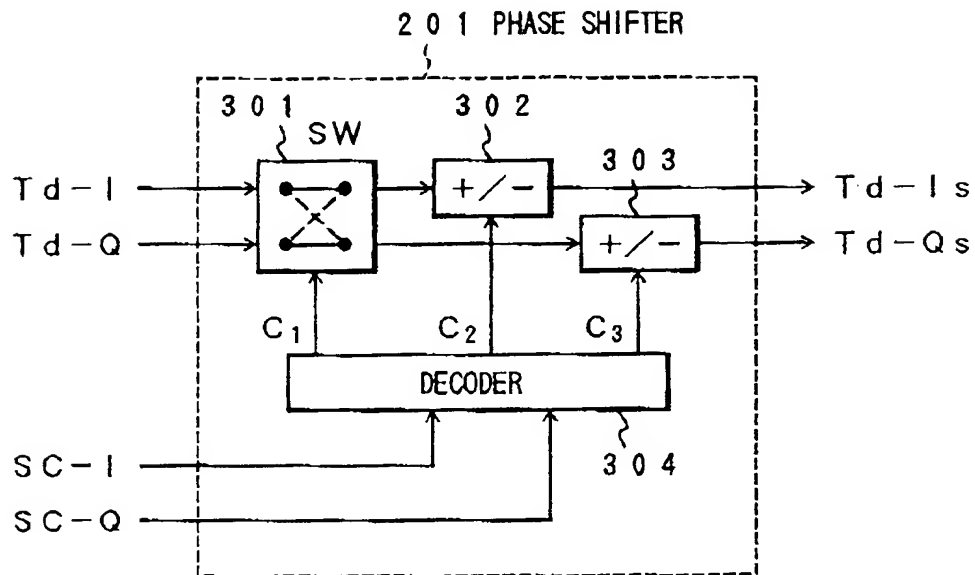 201 PHASE SHIFTER
301
SW
302
303
Td-I
+/-
Td-Is
Td-Q
+/-
Td-Qs
C1
C2
C3
DECODER
304
SC-I
SC-Q